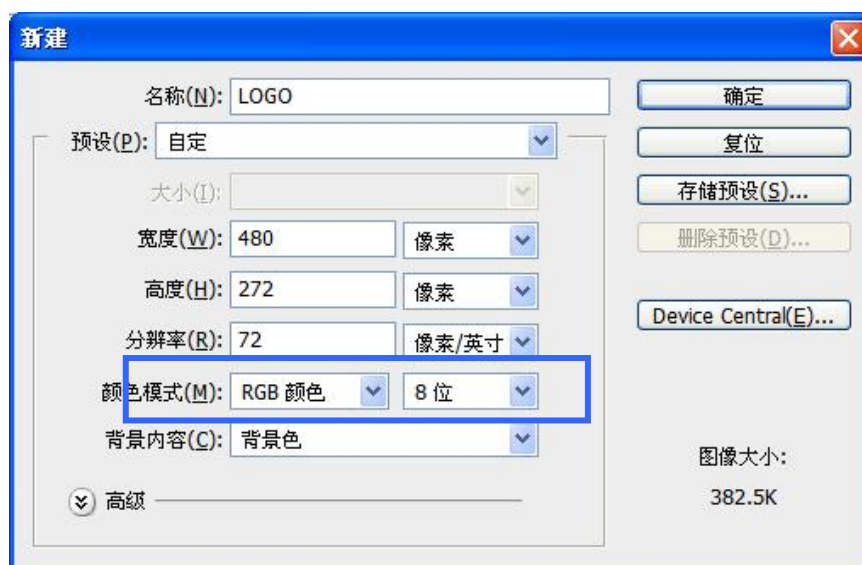 新建
名称(N): LOGO
确定
预设(P): 自定
复位
大小(I):
存储预设(S)...
宽度(W): 480 像素
删除预设(D)...
高度(H): 272 像素
Device Central(E)...
分辨率(R): 72 像素/英寸
颜色模式(M): RGB 颜色 8 位
背景内容(C): 背景色
图像大小:
高级
382.5K